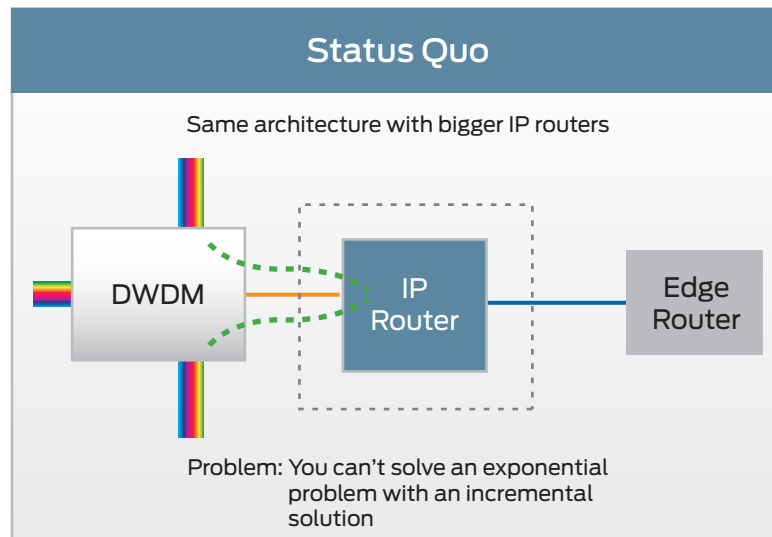 Status Quo
Same architecture with bigger IP routers
DWDM
IP
Router
Edge
Router
Problem: You can’t solve an exponential
problem with an incremental
solution